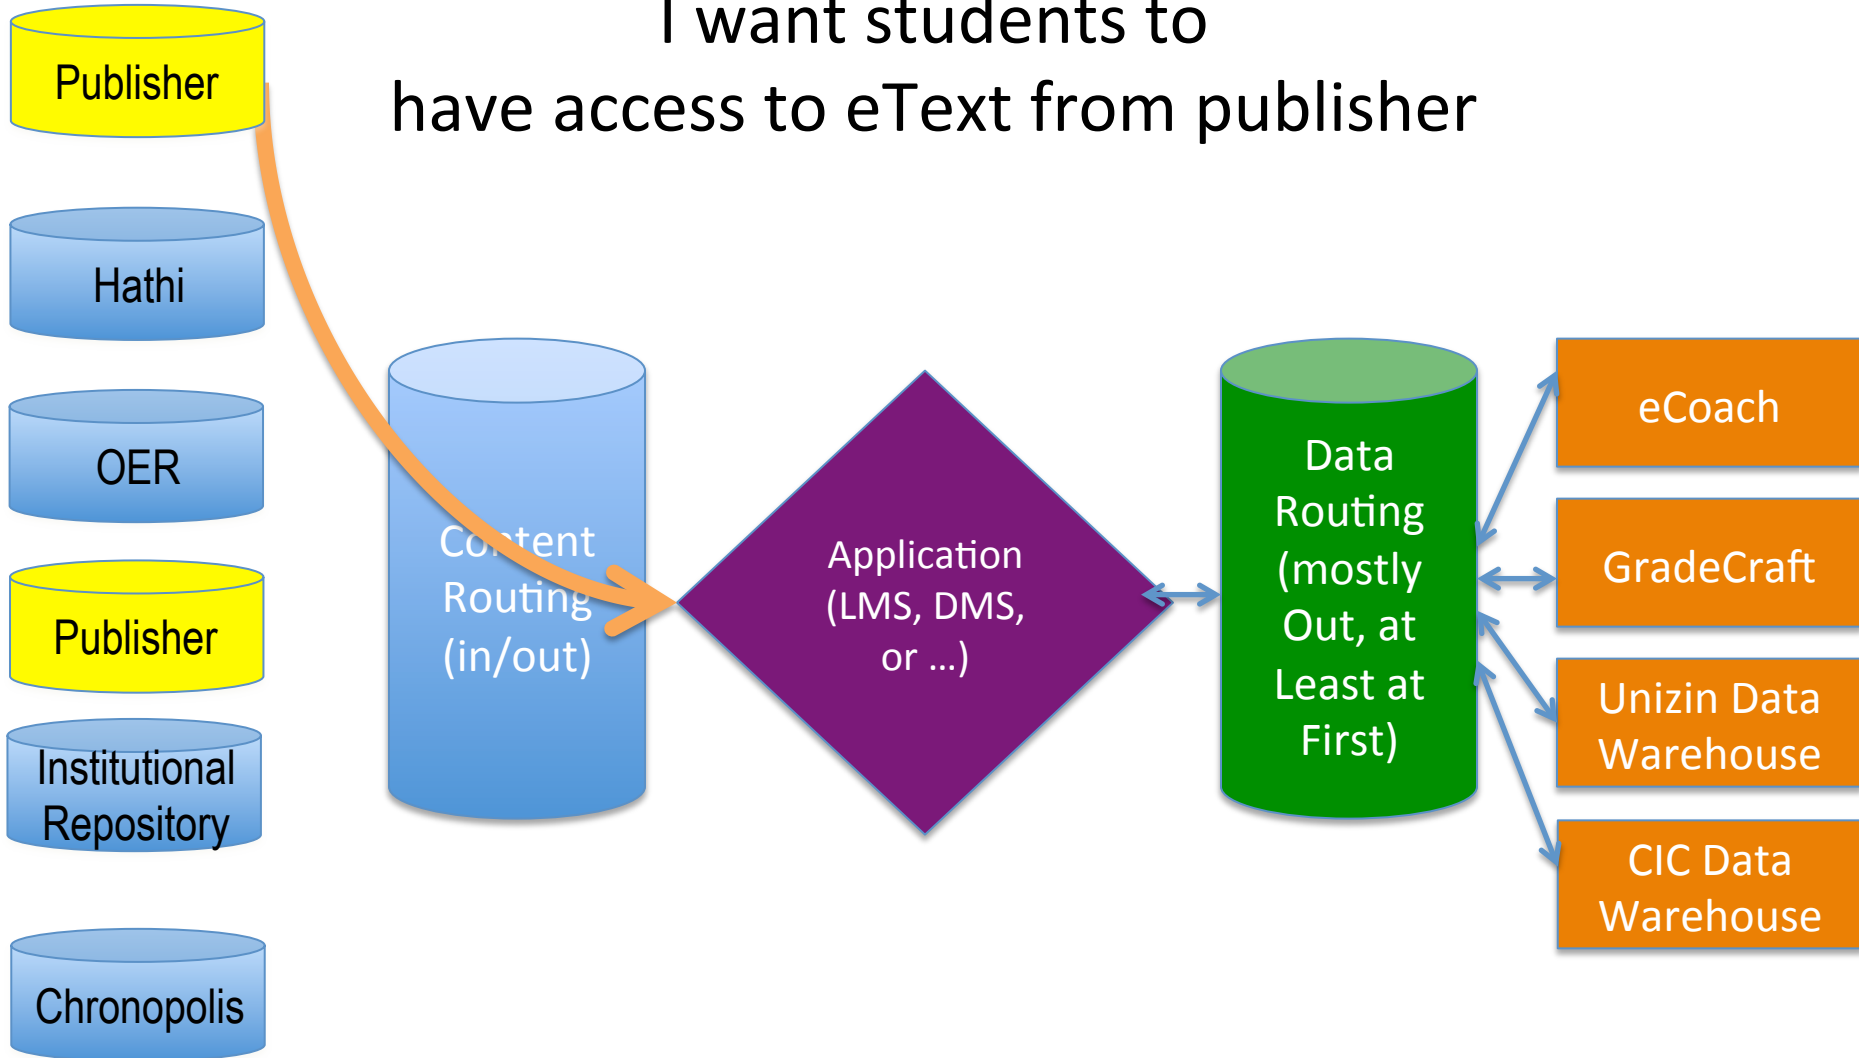 I want students to
have access to eText from publisher
Publisher
Hathi
OER
Publisher
Institutional
Repository
Chronopolis
Content
Routing
(in/out)
Application
(LMS, DMS,
or …)
Data
Routing
(mostly
Out, at
Least at
First)
eCoach
GradeCraft
Unizin Data
Warehouse
CIC Data
Warehouse